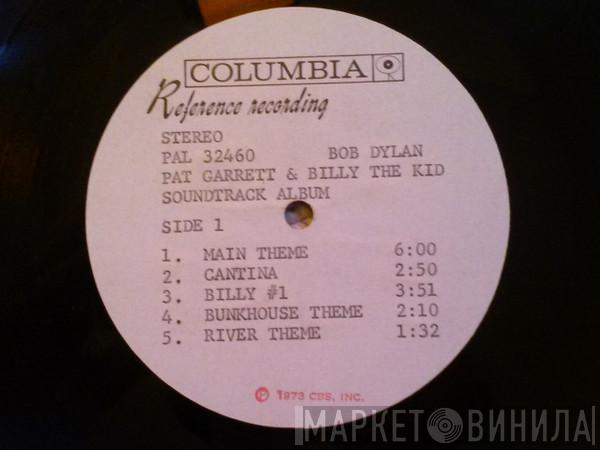 COLUMBIA
Reference recording
STEREO
PAL 32460 BOB DYLAN
PAT GARRETT & BILLY THE KID
SOUNDTRACK ALBUM
SIDE 1
1. MAIN THEME 6:00
2. CANTINA 2:50
3. BILLY #1 3:51
4. BUNKHOUSE THEME 2:10
5. RIVER THEME 1:32
℗ 1973 CBS, INC.
МАРКЕТ ВИНИЛА